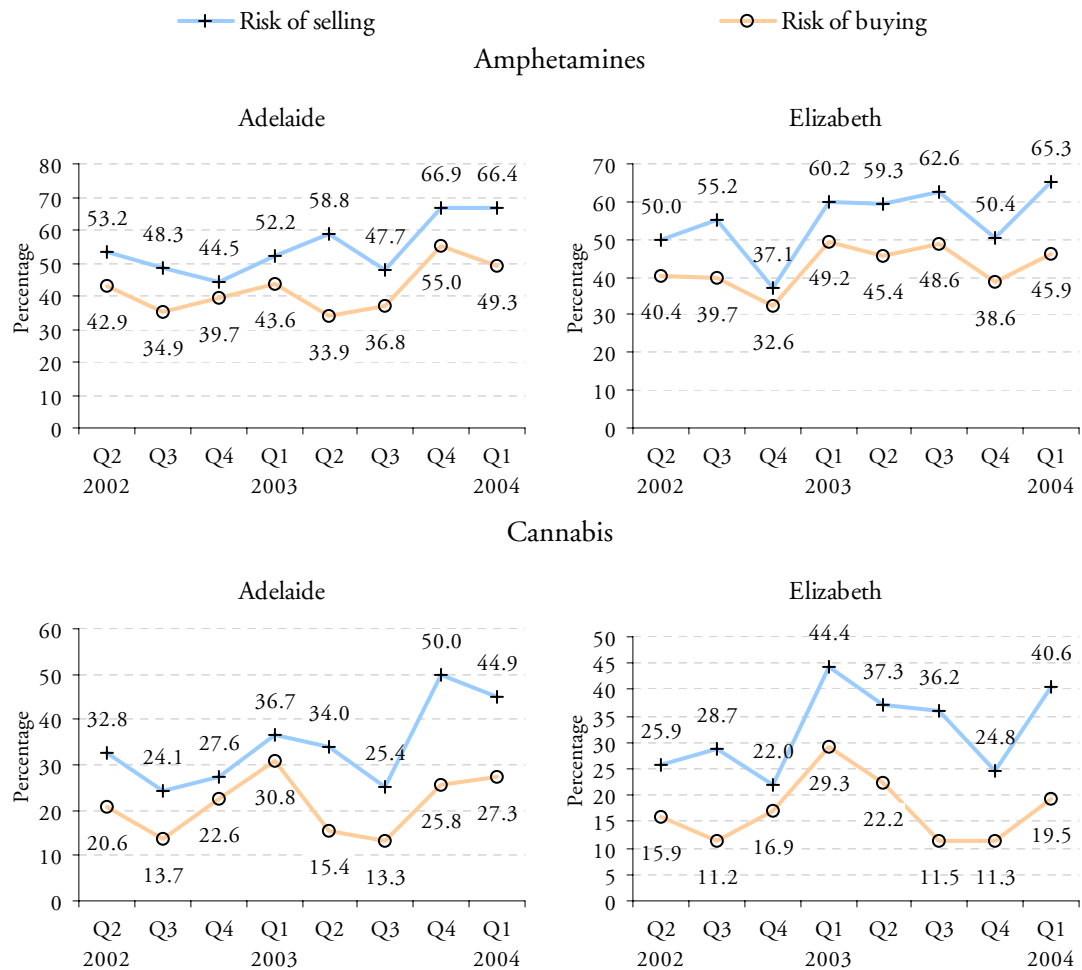 Risk of selling Risk of buying
Amphetamines
Adelaide
Percentage
80
70
60
50
40
30
20
10
0
53.2 48.3 44.5 52.2 58.8 47.7 66.9 66.4
42.9 34.9 39.7 43.6 33.9 36.8 55.0 49.3
Q2 Q3 Q4 Q1 Q2 Q3 Q4 Q1
2002 2003 2004
Elizabeth
Percentage
70
60
50
40
30
20
10
0
50.0 55.2 37.1 60.2 59.3 62.6 50.4 65.3
40.4 39.7 32.6 49.2 45.4 48.6 38.6 45.9
Q2 Q3 Q4 Q1 Q2 Q3 Q4 Q1
2002 2003 2004
Cannabis
Adelaide
Percentage
60
50
40
30
20
10
0
32.8 24.1 27.6 36.7 34.0 25.4 50.0 44.9
20.6 13.7 22.6 30.8 15.4 13.3 25.8 27.3
Q2 Q3 Q4 Q1 Q2 Q3 Q4 Q1
2002 2003 2004
Elizabeth
Percentage
50
45
40
35
30
25
20
15
10
5
0
25.9 28.7 22.0 44.4 37.3 36.2 24.8 40.6
15.9 11.2 16.9 29.3 22.2 11.5 11.3 19.5
Q2 Q3 Q4 Q1 Q2 Q3 Q4 Q1
2002 2003 2004